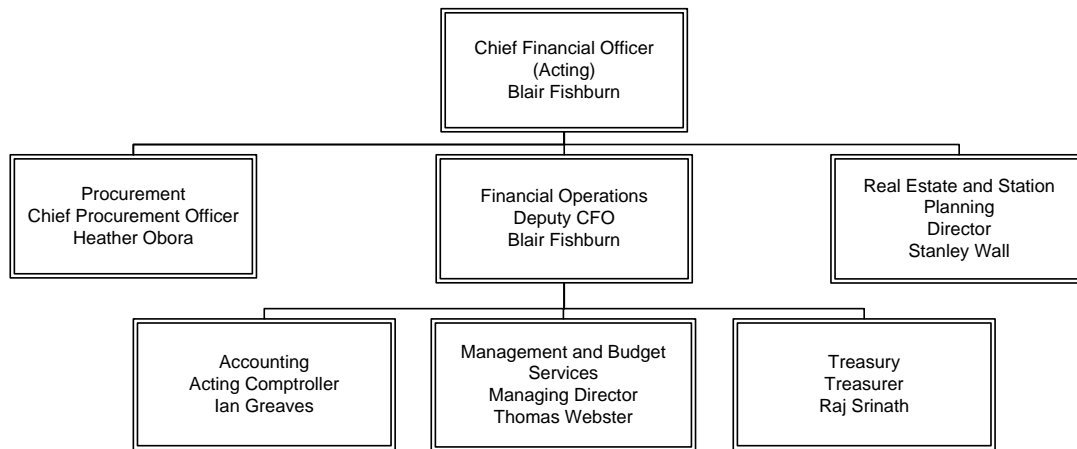 Chief Financial Officer
(Acting)
Blair Fishburn
Procurement
Chief Procurement Officer
Heather Obora
Financial Operations
Deputy CFO
Blair Fishburn
Real Estate and Station
Planning
Director
Stanley Wall
Accounting
Acting Comptroller
Ian Greaves
Management and Budget
Services
Managing Director
Thomas Webster
Treasury
Treasurer
Raj Srinath